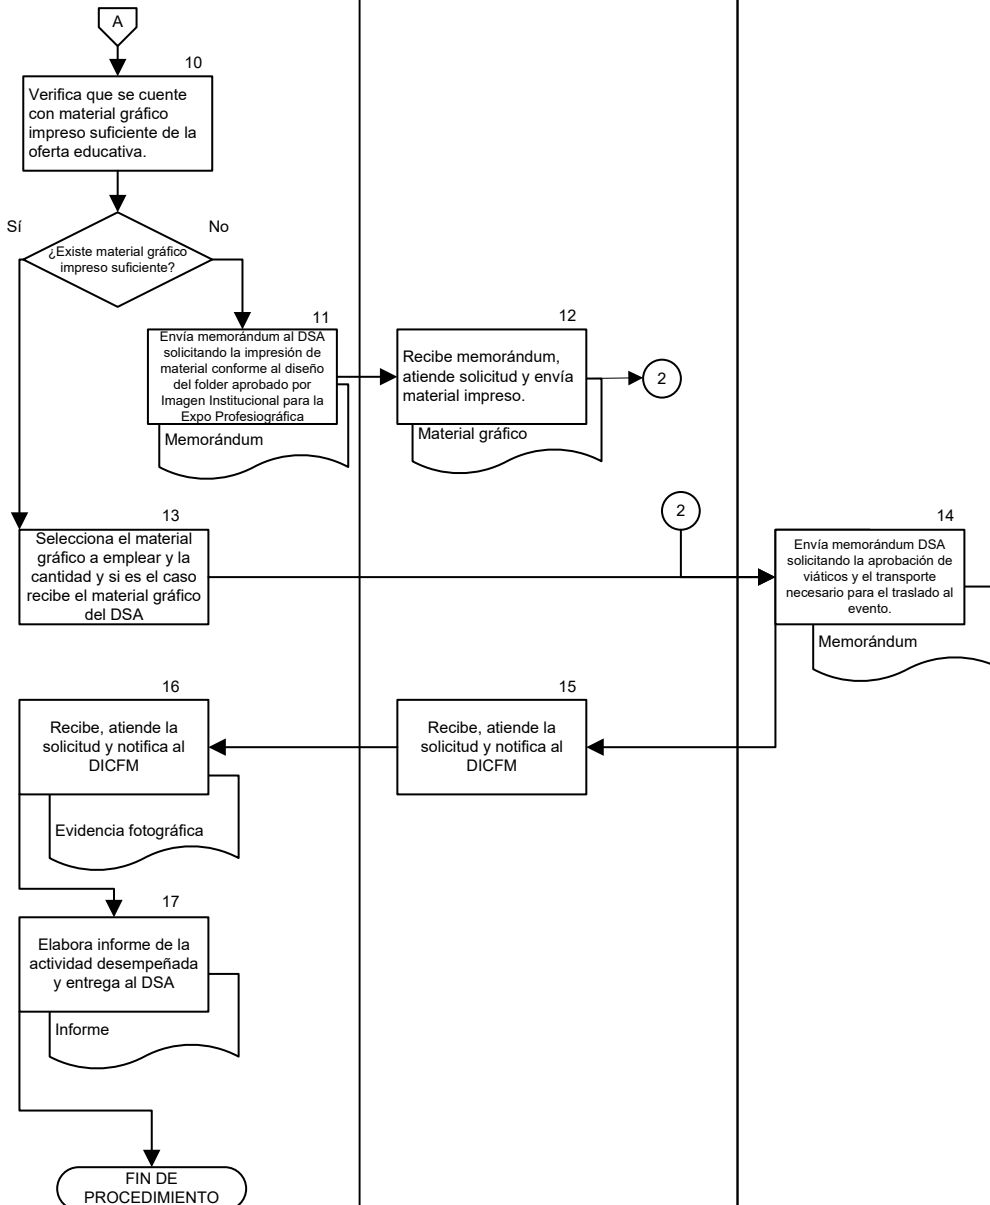 A
10
Verifica que se cuente
con material gráfico
impreso suficiente de la
oferta educativa.
Sí
No
¿Existe material gráfico
impreso suficiente?
11
Envía memorándum al DSA
solicitando la impresión de
material conforme al diseño
del folder aprobado por
Imagen Institucional para la
Expo Profesiográfica
Memorándum
12
Recibe memorándum,
atiende solicitud y envía
material impreso.
Material gráfico
2
13
Selecciona el material
gráfico a emplear y la
cantidad y si es el caso
recibe el material gráfico
del DSA
2
14
Envía memorándum DSA
solicitando la aprobación de
viáticos y el transporte
necesario para el traslado al
evento.
Memorándum
16
Recibe, atiende la
solicitud y notifica al
DICFM
Evidencia fotográfica
15
Recibe, atiende la
solicitud y notifica al
DICFM
17
Elabora informe de la
actividad desempeñada
y entrega al DSA
Informe
FIN DE
PROCEDIMIENTO